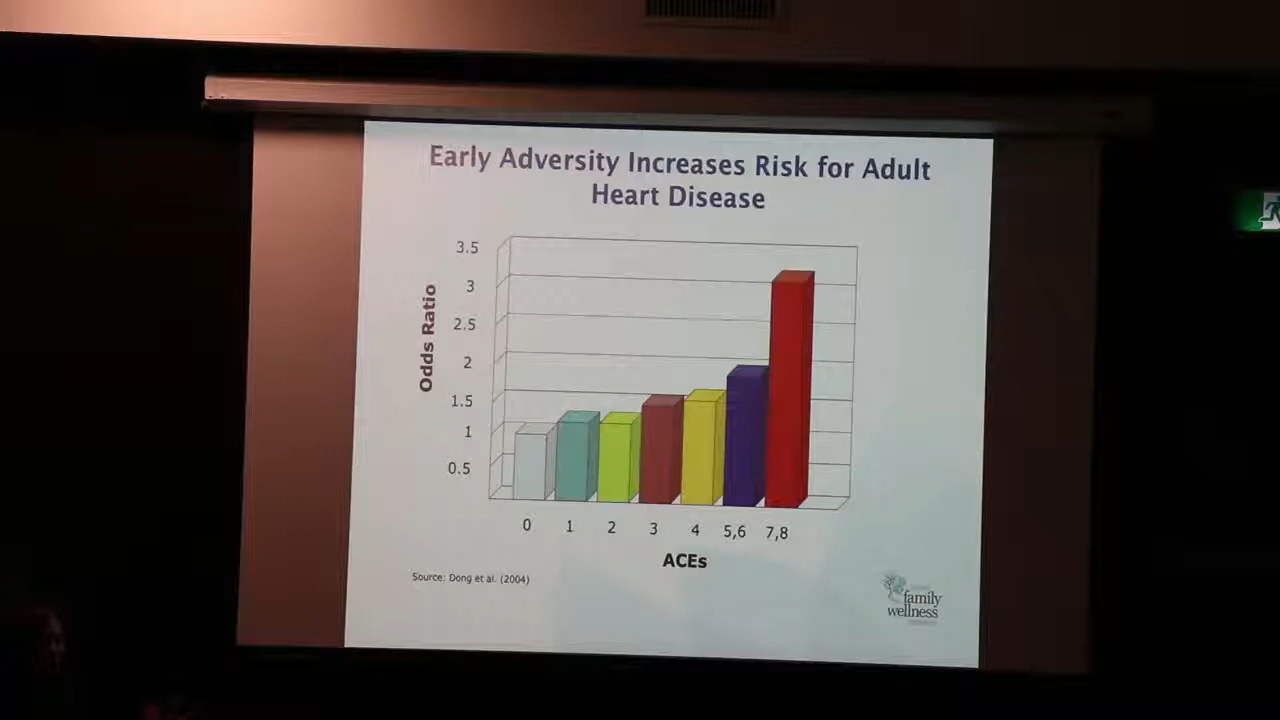 Early Adversity Increases Risk for Adult
Heart Disease
3.5
3
2.5
2
1.5
1
0.5
Odds Ratio
0 1 2 3 4 5,6 7,8
ACEs
Source: Dong et al. (2004)
family
wellness